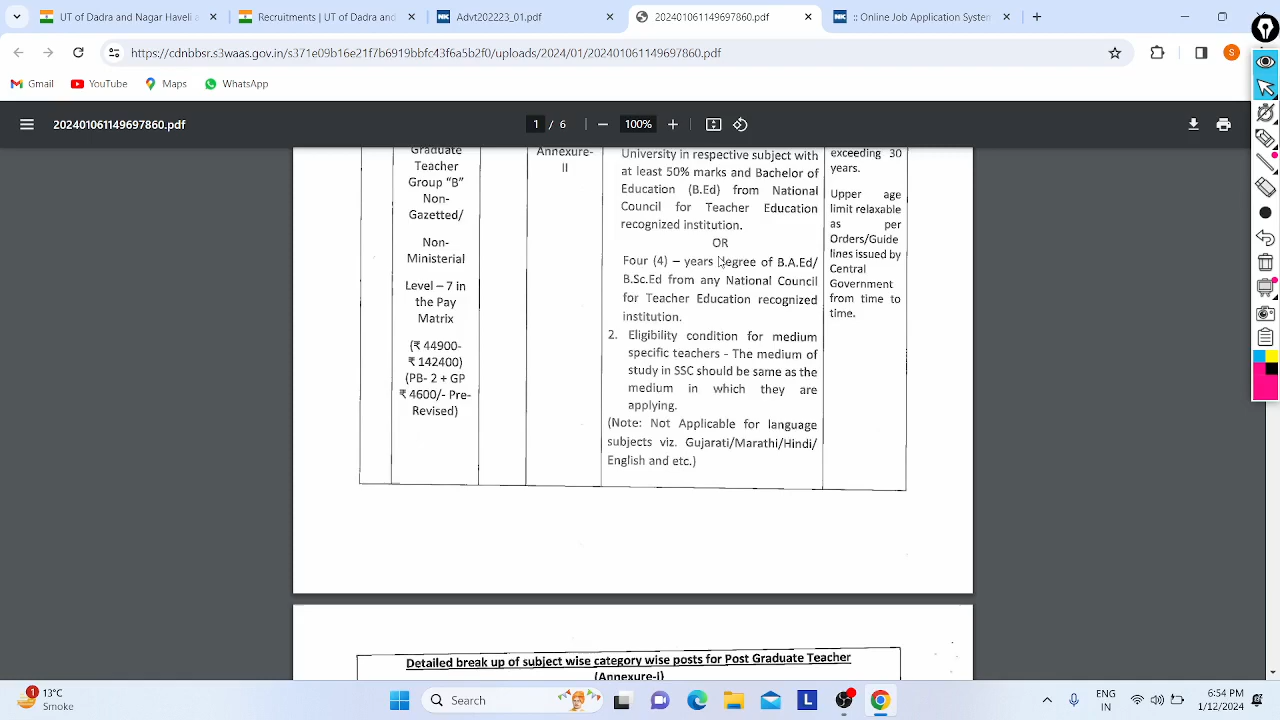 UT of Dadra and Nagar Haveli a
Recruitment | UT of Dadra and
Advt.2222_D1.pdf
202401061149697860.pdf
:: Online Job Application System
https://cdnbbsr.s3waas.gov.in/s371e09b16e21f7b6919bbfc43f6a5b2f0/uploads/2024/01/202401061149697860.pdf
S
Gmail
YouTube
Maps
WhatsApp
202401061149697860.pdf
1 / 6
100%
Graduate
Teacher
Group “B”
Non-
Gazetted/
Non-
Ministerial
Level – 7 in
the Pay
Matrix
(₹ 44900-
₹ 142400)
(PB- 2 + GP
₹ 4600/- Pre-
Revised)
Annexure-
II
University in respective subject with
at least 50% marks and Bachelor of
Education (B.Ed) from National
Council for Teacher Education
recognized institution.
OR
Four (4) – years Degree of B.A.Ed/
B.Sc.Ed from any National Council
for Teacher Education recognized
institution.
2. Eligibility condition for medium
specific teachers - The medium of
study in SSC should be same as the
medium in which they are
applying.
(Note: Not Applicable for language
subjects viz. Gujarati/Marathi/Hindi/
English and etc.)
exceeding 30
years.
Upper age
limit relaxable
as per
Orders/Guide
lines issued by
Central
Government
from time to
time.
Detailed break up of subject wise category wise posts for Post Graduate Teacher
(Annexure-I)
1
13°C
Smoke
Search
ENG
IN
6:54 PM
1/12/2024